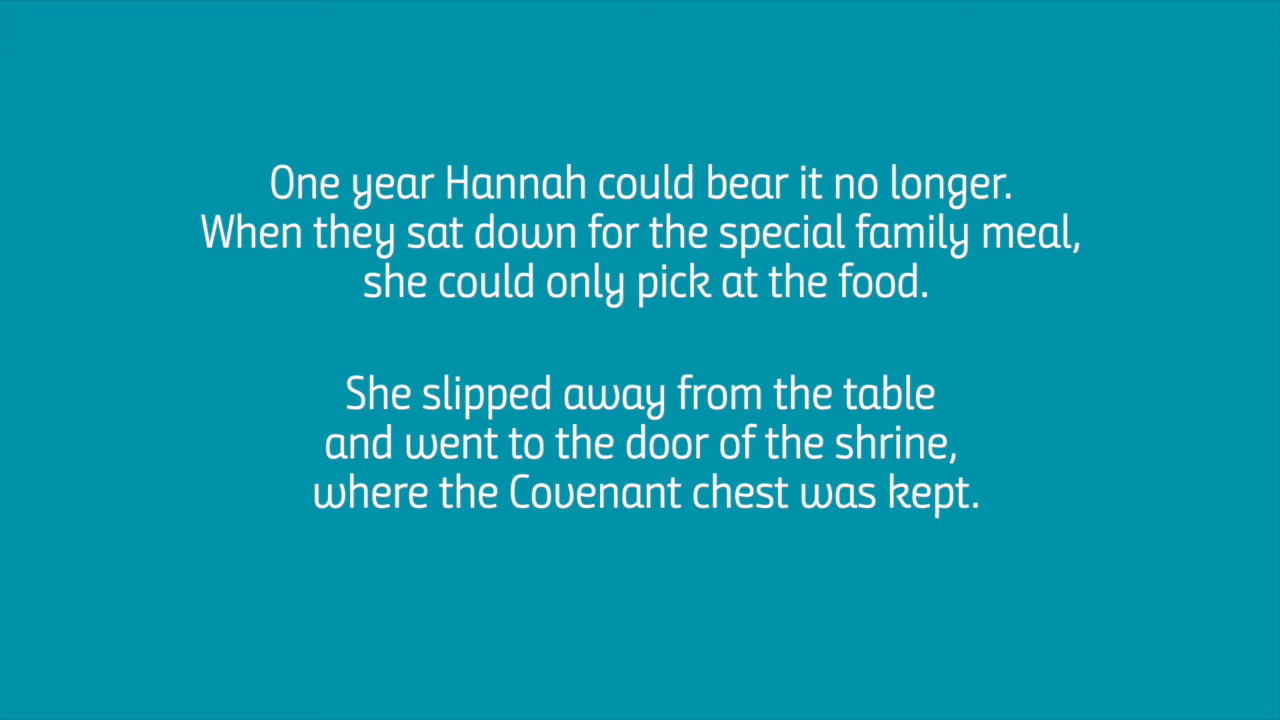 One year Hannah could bear it no longer.
When they sat down for the special family meal,
she could only pick at the food.
She slipped away from the table
and went to the door of the shrine,
where the Covenant chest was kept.